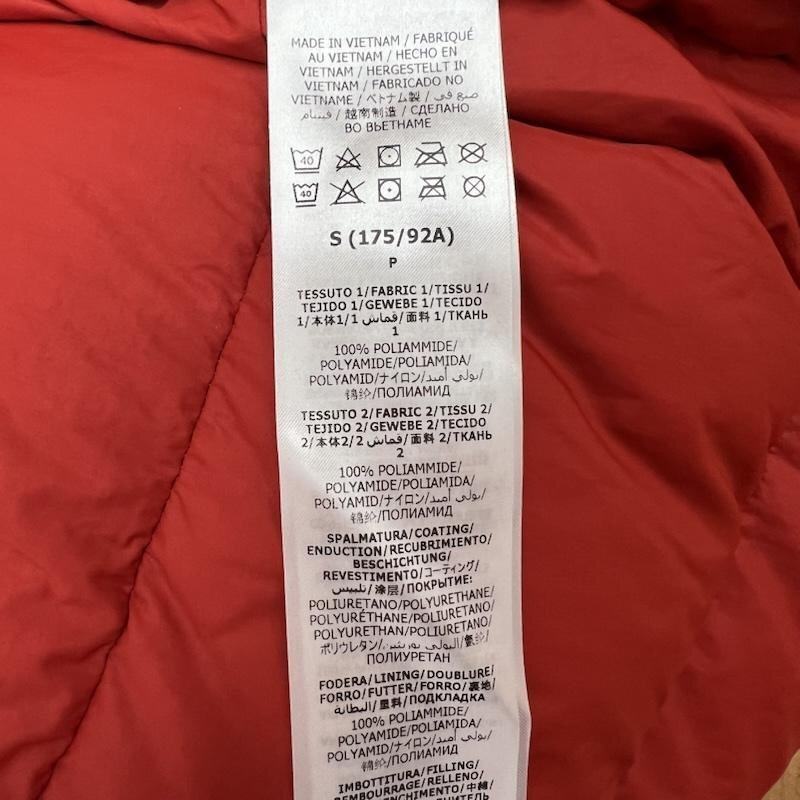 MADE IN VIETNAM / FABRIQUÉ
AU VIETNAM / HECHO EN
VIETNAM / HERGESTELLT IN
VIETNAM / FABRICADO NO
VIETNAME / ベトナム製 / صنع في
فيتنام / 越南制造 / СДЕЛАНО
ВО ВЬЕТНАМЕ
40
40
S (175/92A)
P
TESSUTO 1/FABRIC 1/TISSU 1/
TEJIDO 1/GEWEBE 1/TECIDO
1/本体1/1 قماش/面料 1/ТКАНЬ
1
100% POLIAMMIDE/
POLYAMIDE/POLIAMIDA/
POLYAMID/ナイロン/بولي أميد/
锦纶/ПОЛИАМИД
TESSUTO 2/FABRIC 2/TISSU 2/
TEJIDO 2/GEWEBE 2/TECIDO
2/本体2/2 قماش/面料 2/ТКАНЬ
2
100% POLIAMMIDE/
POLYAMIDE/POLIAMIDA/
POLYAMID/ナイロン/بولي أميد/
锦纶/ПОЛИАМИД
SPALMATURA/COATING/
ENDUCTION/RECUBRIMIENTO/
BESCHICHTUNG/
REVESTIMENTO/コーティング/
تلبيس/涂层/ПОКРЫТИЕ:
POLIURETANO/POLYURETHANE/
POLYURÉTHANE/POLIURETANO/
POLYURETHAN/POLIURETANO/
ポリウレタン/البولي يوريثين/氨纶/
ПОЛИУРЕТАН
FODERA/LINING/DOUBLURE/
FORRO/FUTTER/FORRO/裏地/
البطانة/里料/ПОДКЛАДКА
100% POLIAMMIDE/
POLYAMIDE/POLIAMIDA/
POLYAMID/ナイロン/بولي أميد/
锦纶/ПОЛИАМИД
IMBOTTITURA/FILLING/
REMBOURRAGE/RELLENO/
ENCHIMENTO/中綿/